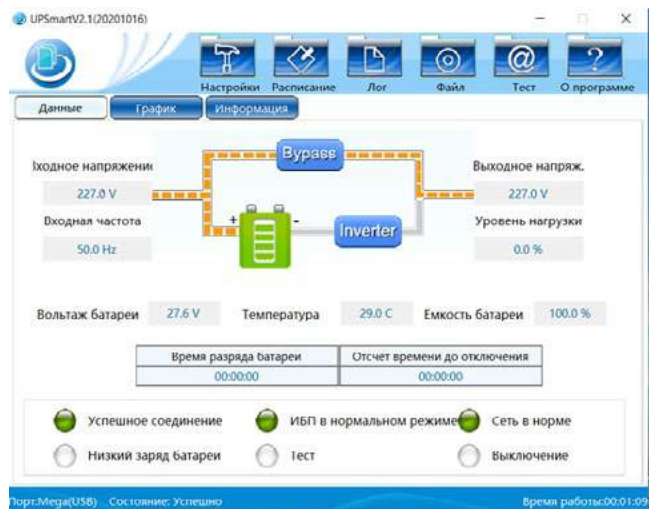 UPSmartV2.1(20201016)
Настройки Расписание Лог Файл Тест О программе
Данные График Информация
Bypass
Входное напряжение Выходное напряж.
227.0 V 227.0 V
Входная частота + - Inverter Уровень нагрузки
50.0 Hz 0.0 %
Вольтаж батареи 27.6 V Температура 29.0 C Емкость батареи 100.0 %
Время разряда батареи Отсчет времени до отключения
00:00:00 00:00:00
Успешное соединение ИБП в нормальном режиме Сеть в норме
Низкий заряд батареи Тест Выключение
Порт:Mega(USB) Состояние: Успешно Время работы:00:01:09